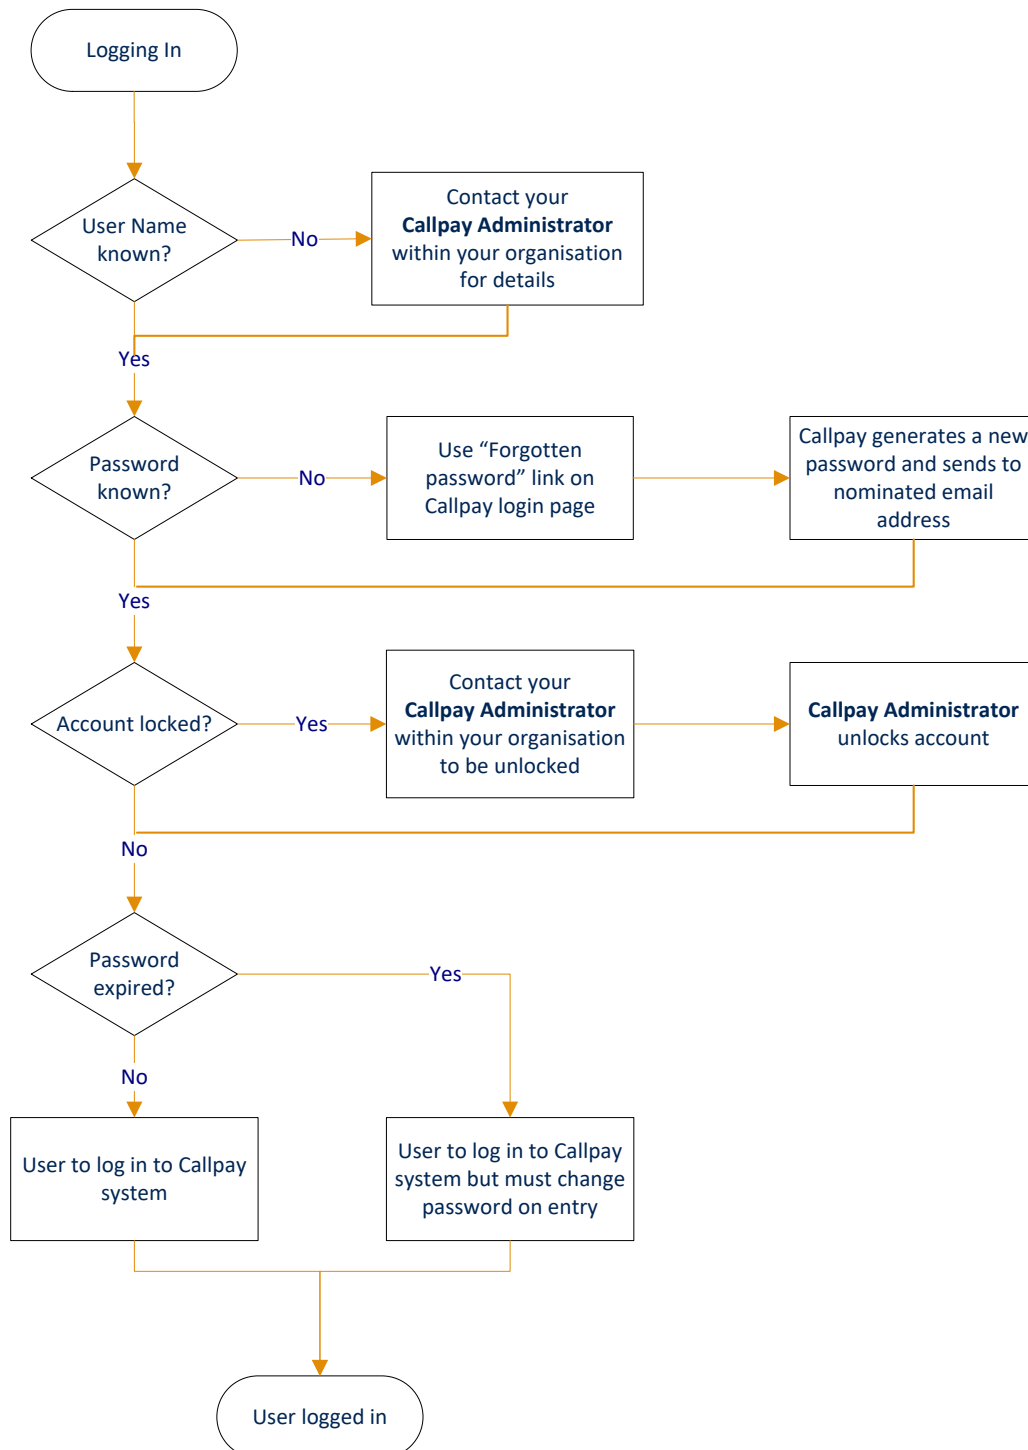 Logging In
User Name
known?
No
Contact your
Callpay Administrator
within your organisation
for details
Yes
Password
known?
No
Use “Forgotten
password” link on
Callpay login page
Callpay generates a new
password and sends to
nominated email
address
Yes
Account locked?
Yes
Contact your
Callpay Administrator
within your organisation
to be unlocked
Callpay Administrator
unlocks account
No
Password
expired?
Yes
No
User to log in to Callpay
system
User to log in to Callpay
system but must change
password on entry
User logged in